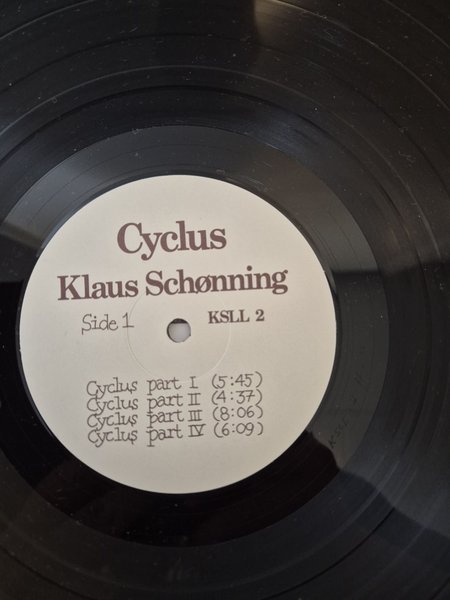 Cyclus
Klaus Schønning
Side 1 KSLL 2
Cyclus part I (5:45)
Cyclus part II (4:37)
Cyclus part III (8:06)
Cyclus part IV (6:09)